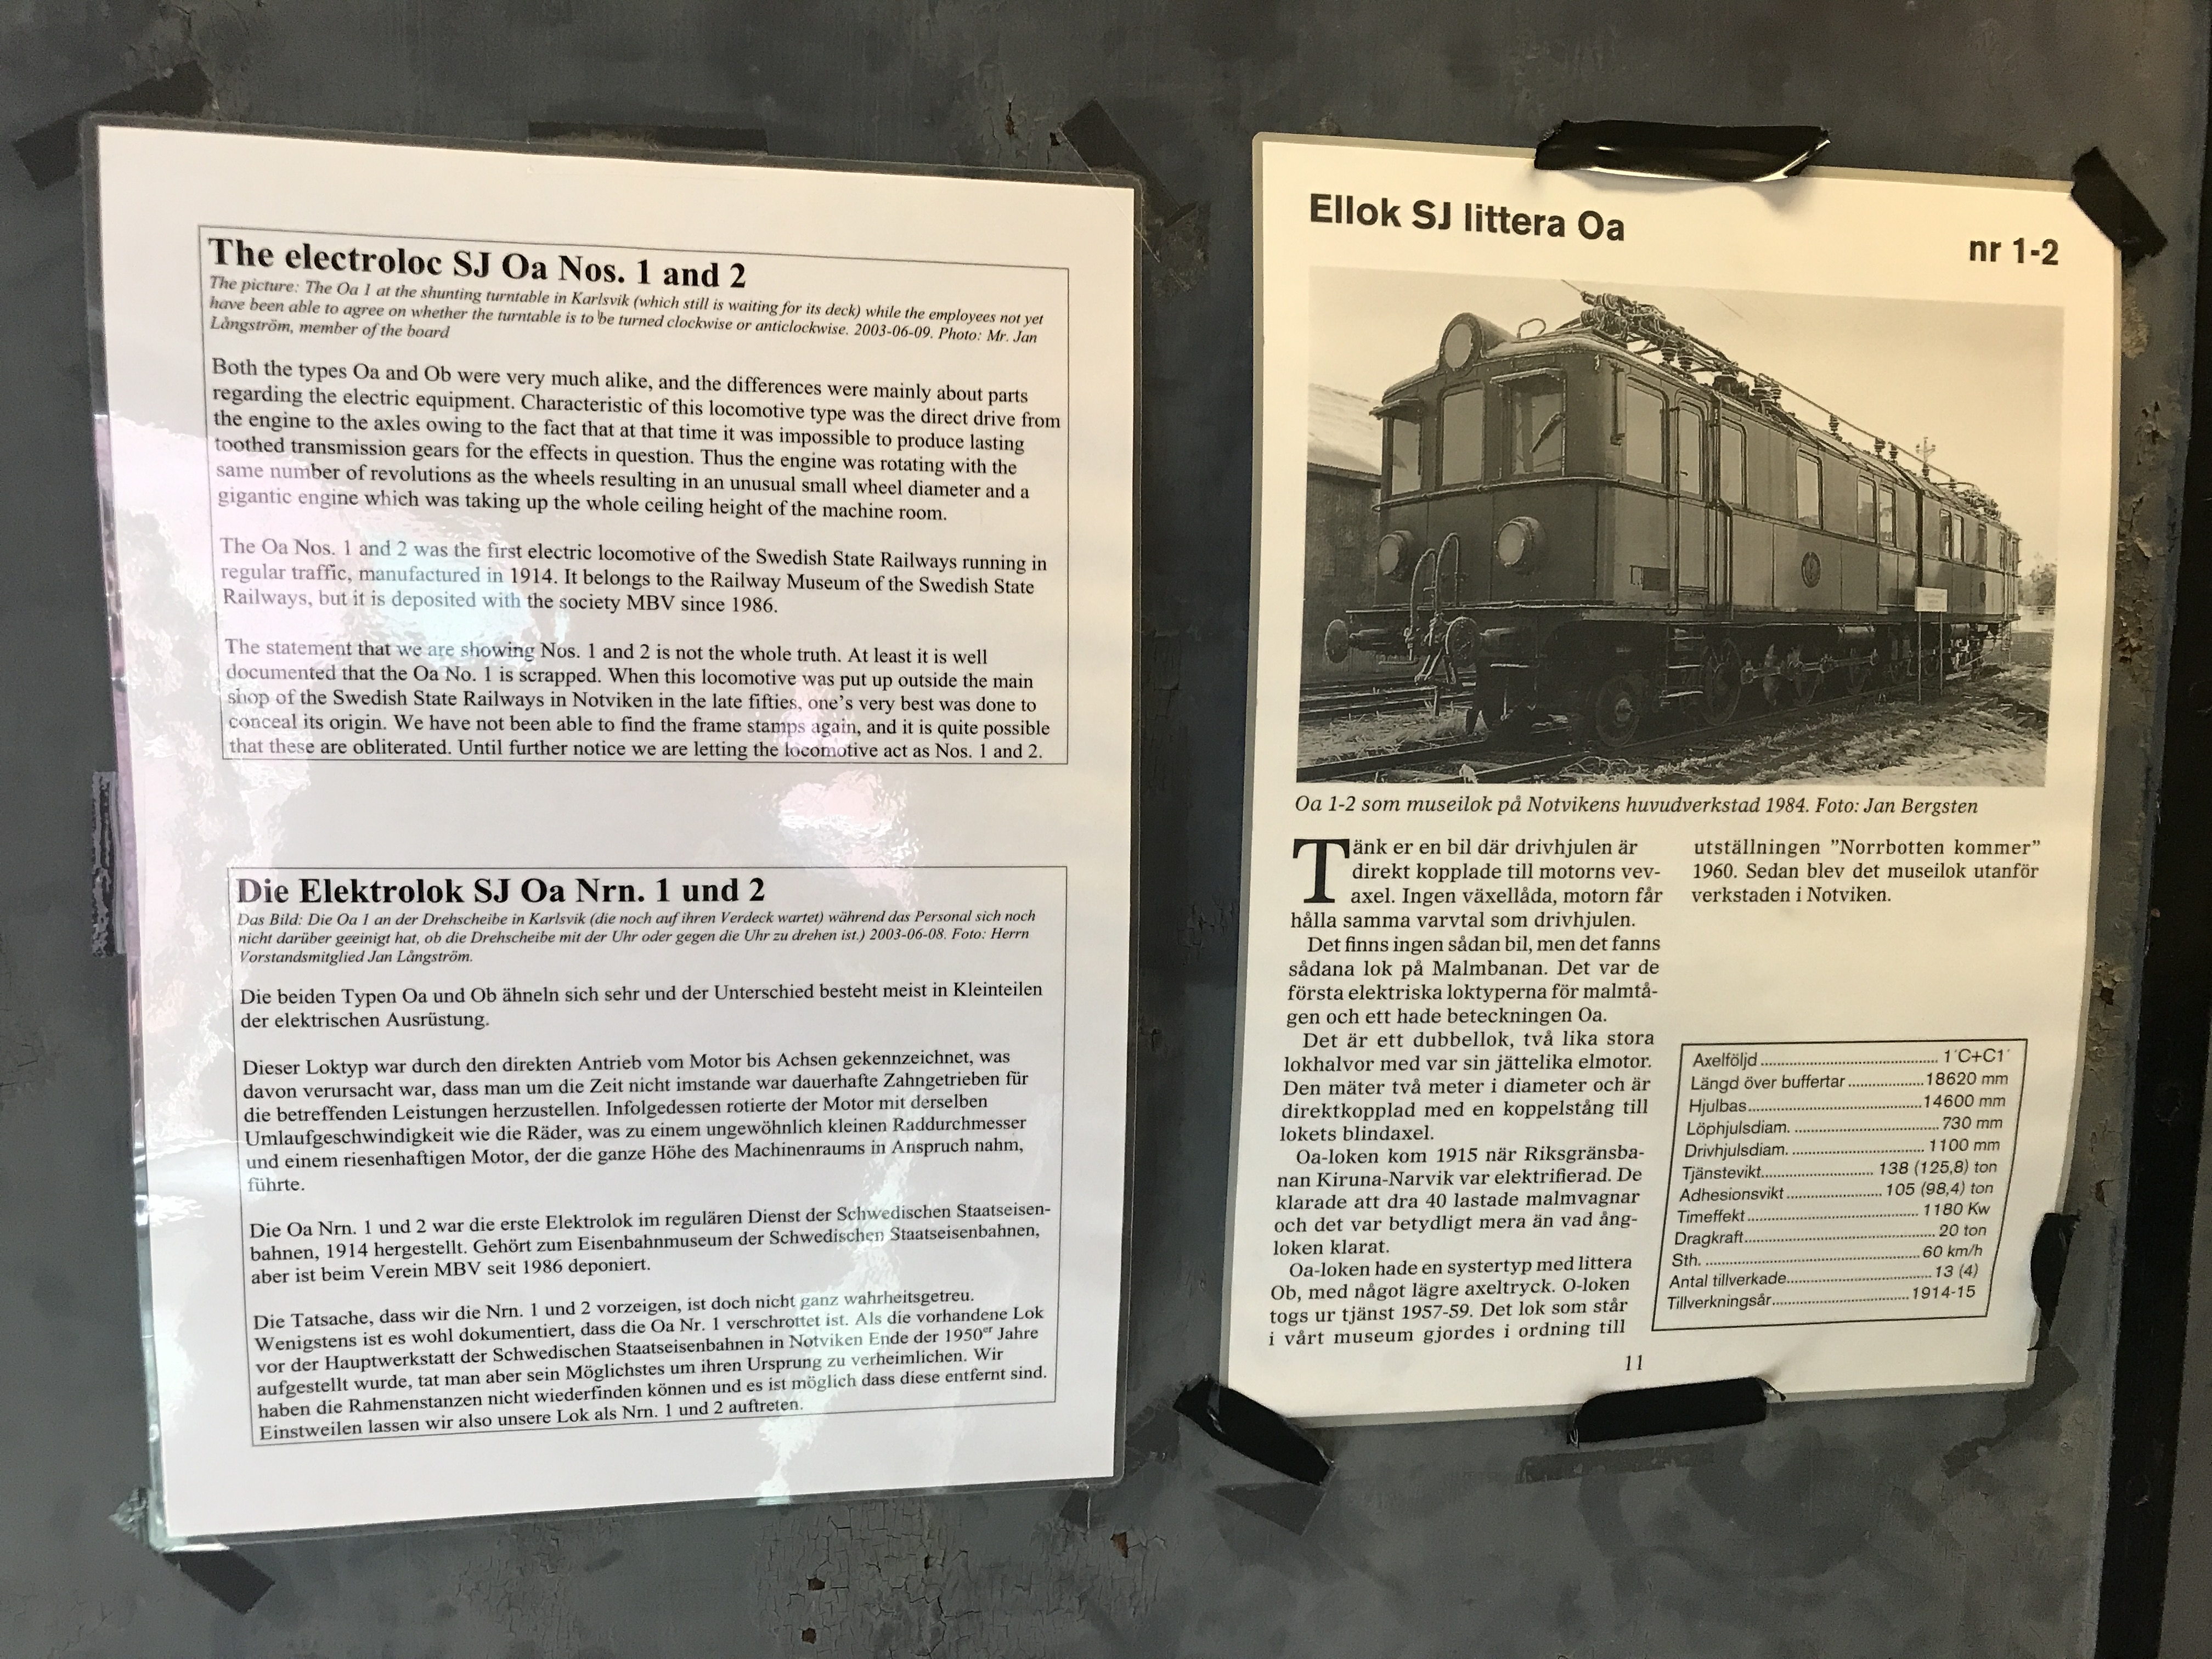 The electroloc SJ Oa Nos. 1 and 2
The picture: The Oa 1 at the shunting turntable in Karlsvik (which still is waiting for its deck) while the employees not yet
have been able to agree on whether the turntable is to be turned clockwise or anticlockwise. 2003-06-09. Photo: Mr. Jan
Långström, member of the board
Both the types Oa and Ob were very much alike, and the differences were mainly about parts
regarding the electric equipment. Characteristic of this locomotive type was the direct drive from
the engine to the axles owing to the fact that at that time it was impossible to produce lasting
toothed transmission gears for the effects in question. Thus the engine was rotating with the
same number of revolutions as the wheels resulting in an unusual small wheel diameter and a
gigantic engine which was taking up the whole ceiling height of the machine room.
The Oa Nos. 1 and 2 was the first electric locomotive of the Swedish State Railways running in
regular traffic, manufactured in 1914. It belongs to the Railway Museum of the Swedish State
Railways, but it is deposited with the society MBV since 1986.
The statement that we are showing Nos. 1 and 2 is not the whole truth. At least it is well
documented that the Oa No. 1 is scrapped. When this locomotive was put up outside the main
shop of the Swedish State Railways in Notviken in the late fifties, one's very best was done to
conceal its origin. We have not been able to find the frame stamps again, and it is quite possible
that these are obliterated. Until further notice we are letting the locomotive act as Nos. 1 and 2.
Die Elektrolok SJ Oa Nrn. 1 und 2
Das Bild: Die Oa 1 an der Drehscheibe in Karlsvik (die noch auf ihren Verdeck wartet) während das Personal sich noch
nicht darüber geeinigt hat, ob die Drehscheibe mit der Uhr oder gegen die Uhr zu drehen ist.) 2003-06-08. Foto: Herrn
Vorstandsmitglied Jan Långström.
Die beiden Typen Oa und Ob ähneln sich sehr und der Unterschied besteht meist in Kleinteilen
der elektrischen Ausrüstung.
Dieser Loktyp war durch den direkten Antrieb vom Motor bis Achsen gekennzeichnet, was
davon verursacht war, dass man um die Zeit nicht imstande war dauerhafte Zahngetrieben für
die betreffenden Leistungen herzustellen. Infolgedessen rotierte der Motor mit derselben
Umlaufgeschwindigkeit wie die Räder, was zu einem ungewöhnlich kleinen Raddurchmesser
und einem riesenhaftigen Motor, der die ganze Höhe des Machinenraums in Anspruch nahm,
führte.
Die Oa Nrn. 1 und 2 war die erste Elektrolok im regulären Dienst der Schwedischen Staatseisen-
bahnen, 1914 hergestellt. Gehört zum Eisenbahnmuseum der Schwedischen Staatseisenbahnen,
aber ist beim Verein MBV seit 1986 deponiert.
Die Tatsache, dass wir die Nrn. 1 und 2 vorzeigen, ist doch nicht ganz wahrheitsgetreu.
Wenigstens ist es wohl dokumentiert, dass die Oa Nr. 1 verschrottet ist. Als die vorhandene Lok
vor der Hauptwerkstatt der Schwedischen Staatseisenbahnen in Notviken Ende der 1950er Jahre
aufgestellt wurde, tat man aber sein Möglichstes um ihren Ursprung zu verheimlichen. Wir
haben die Rahmenstanzen nicht wiederfinden können und es ist möglich dass diese entfernt sind.
Einstweilen lassen wir also unsere Lok als Nrn. 1 und 2 auftreten.
Ellok SJ littera Oa
nr 1-2
Oa 1-2 som museilok på Notvikens huvudverkstad 1984. Foto: Jan Bergsten
Tänk er en bil där drivhjulen är
direkt kopplade till motorns vev-
axel. Ingen växellåda, motorn får
hålla samma varvtal som drivhjulen.
Det finns ingen sådan bil, men det fanns
sådana lok på Malmbanan. Det var de
första elektriska loktyperna för malmtå-
gen och ett hade beteckningen Oa.
Det är ett dubbellok, två lika stora
lokhalvor med var sin jättelika elmotor.
Den mäter två meter i diameter och är
direktkopplad med en koppelstång till
lokets blindaxel.
Oa-loken kom 1915 när Riksgränsba-
nan Kiruna-Narvik var elektrifierad. De
klarade att dra 40 lastade malmvagnar
och det var betydligt mera än vad ång-
loken klarat.
Oa-loken hade en systertyp med littera
Ob, med något lägre axeltryck. O-loken
togs ur tjänst 1957-59. Det lok som står
i vårt museum gjordes i ordning till
utställningen ”Norrbotten kommer”
1960. Sedan blev det museilok utanför
verkstaden i Notviken.
Axelföljd ........ 1´C+C1´
Längd över buffertar ........ 18620 mm
Hjulbas ........ 14600 mm
Löphjulsdiam. ........ 730 mm
Drivhjulsdiam. ........ 1100 mm
Tjänstevikt ........ 138 (125,8) ton
Adhesionsvikt ........ 105 (98,4) ton
Timeffekt ........ 1180 Kw
Dragkraft ........ 20 ton
Sth. ........ 60 km/h
Antal tillverkade ........ 13 (4)
Tillverkningsår ........ 1914-15
11